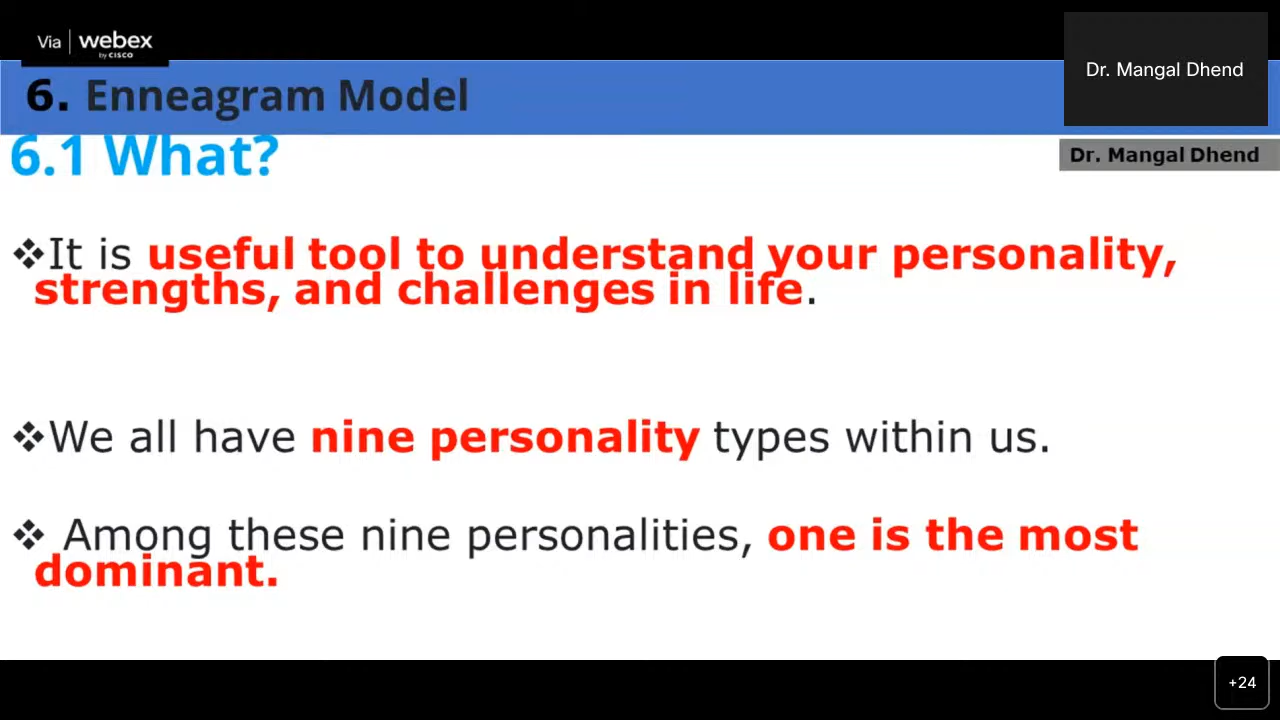 Via | webex
by CISCO
Dr. Mangal Dhend
6. Enneagram Model
6.1 What?
Dr. Mangal Dhend
❖It is useful tool to understand your personality,
strengths, and challenges in life.
❖We all have nine personality types within us.
❖ Among these nine personalities, one is the most
dominant.
+24